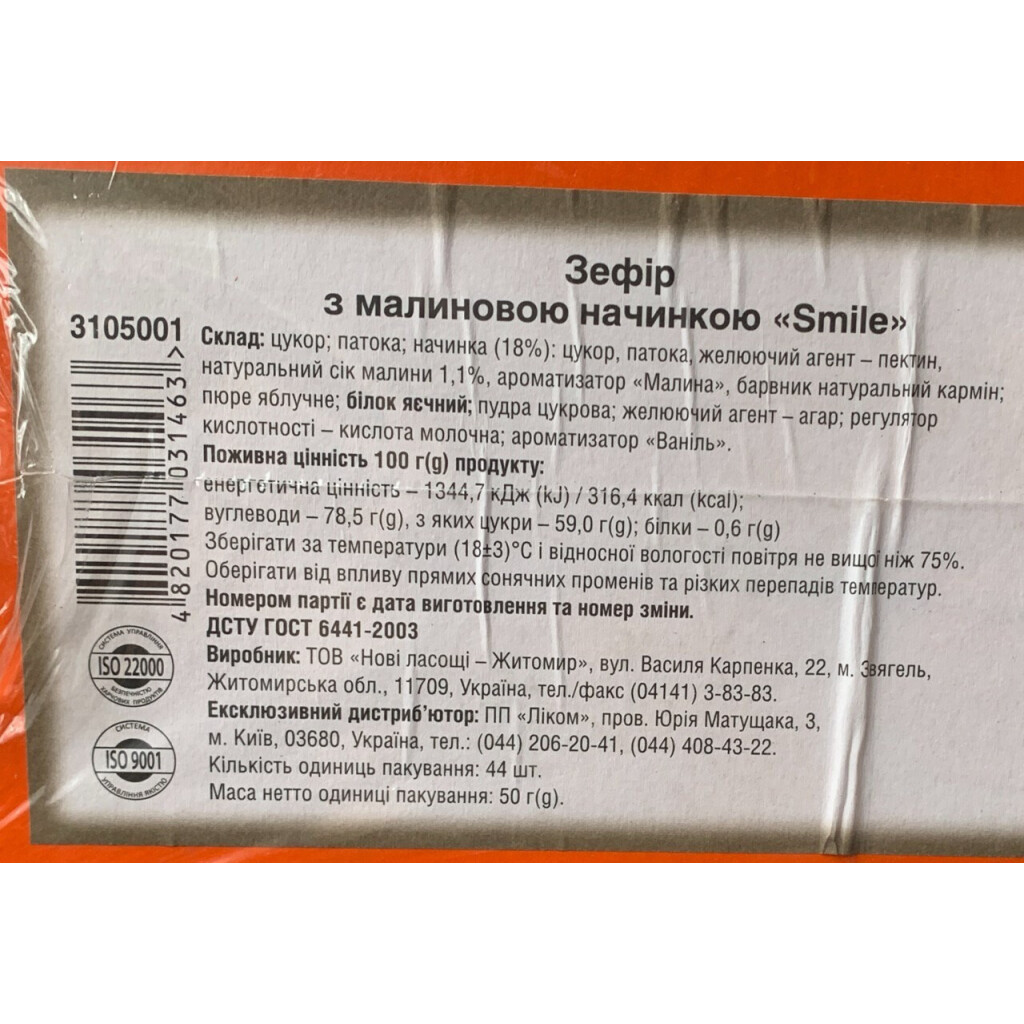 Зефір
з малиновою начинкою «Smile»
3105001
Склад: цукор; патока; начинка (18%): цукор, патока, желюючий агент – пектин,
натуральний сік малини 1,1%, ароматизатор «Малина», барвник натуральний кармін;
пюре яблучне; білок яєчний; пудра цукрова; желюючий агент – агар; регулятор
кислотності – кислота молочна; ароматизатор «Ваніль».
Поживна цінність 100 г(g) продукту:
енергетична цінність – 1344,7 кДж (kJ) / 316,4 ккал (kcal);
вуглеводи – 78,5 г(g), з яких цукри – 59,0 г(g); білки – 0,6 г(g)
Зберігати за температури (18±3)°С і відносної вологості повітря не вищої ніж 75%.
Оберігати від впливу прямих сонячних променів та різких перепадів температур.
Номером партії є дата виготовлення та номер зміни.
ДСТУ ГОСТ 6441-2003
Виробник: ТОВ «Нові ласощі – Житомир», вул. Василя Карпенка, 22, м. Звягель,
Житомирська обл., 11709, Україна, тел./факс (04141) 3-83-83.
Ексклюзивний дистриб’ютор: ПП «Ліком», пров. Юрія Матущака, 3,
м. Київ, 03680, Україна, тел.: (044) 206-20-41, (044) 408-43-22.
Кількість одиниць пакування: 44 шт.
Маса нетто одиниці пакування: 50 г(g).
4 820177 031463 >
СИСТЕМА УПРАВЛІННЯ
ISO 22000
БЕЗПЕЧНІСТЮ
ХАРЧОВИХ ПРОДУКТІВ
СИСТЕМА
ISO 9001
УПРАВЛІННЯ ЯКІСТЮ